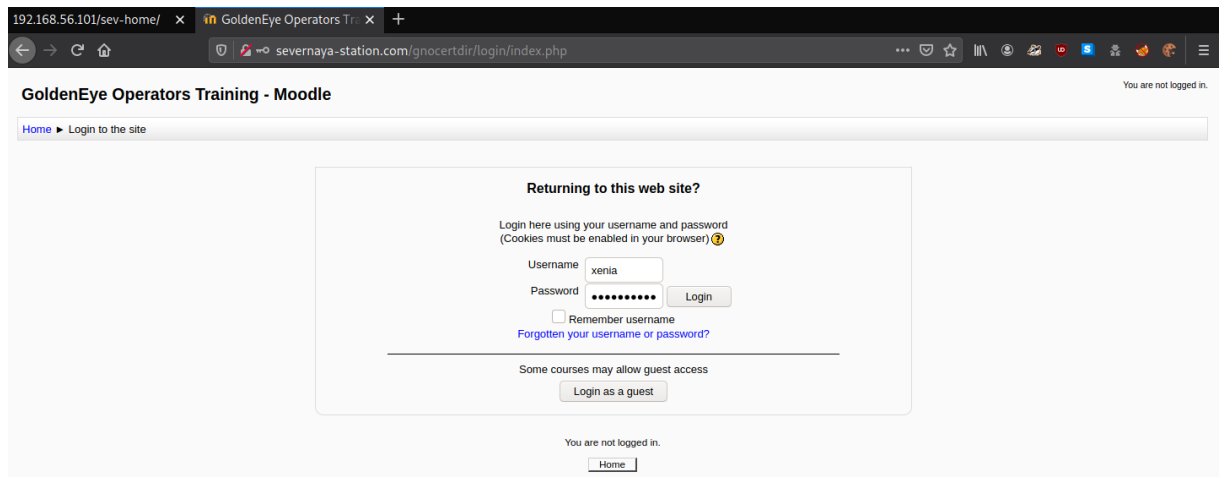 192.168.56.101/sev-home/ GoldenEye Operators Tra
severnaya-station.com/gnocertdir/login/index.php
GoldenEye Operators Training - Moodle
You are not logged in.
Home ► Login to the site
Returning to this web site?
Login here using your username and password
(Cookies must be enabled in your browser) ?
Username xenia
Password •••••••••• Login
Remember username
Forgotten your username or password?
Some courses may allow guest access
Login as a guest
You are not logged in.
Home